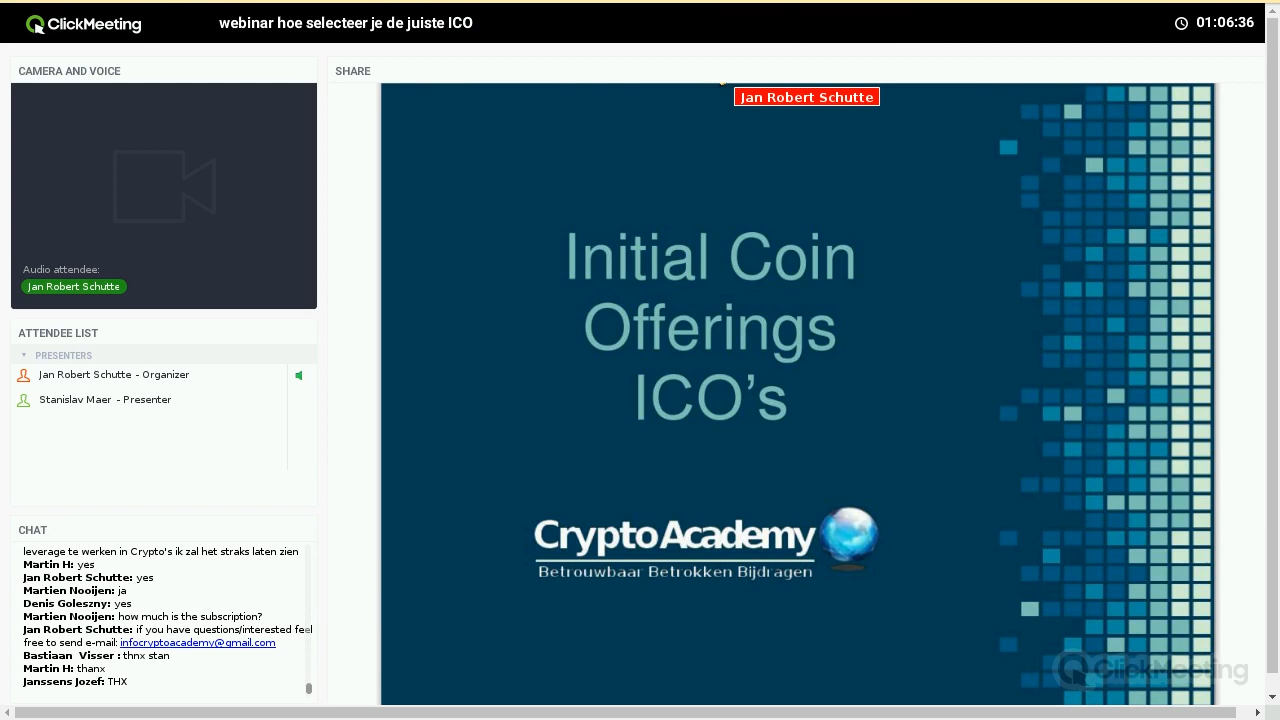 ClickMeeting
webinar hoe selecteer je de juiste ICO
01:06:36
CAMERA AND VOICE
Audio attendee:
Jan Robert Schutte
ATTENDEE LIST
PRESENTERS
Jan Robert Schutte - Organizer
Stanislav Maer - Presenter
CHAT
leverage te werken in Crypto's ik zal het straks laten zien
Martin H: yes
Jan Robert Schutte: yes
Martien Nooijen: ja
Denis Goleszny: yes
Martien Nooijen: how much is the subscription?
Jan Robert Schutte: if you have questions/interested feel
free to send e-mail: infocryptoacademy@gmail.com
Bastiaan Visser : thnx stan
Martin H: thanx
Janssens Jozef: THX
SHARE
Jan Robert Schutte
Initial Coin
Offerings
ICO’s
CryptoAcademy
Betrouwbaar Betrokken Bijdragen
ClickMeeting